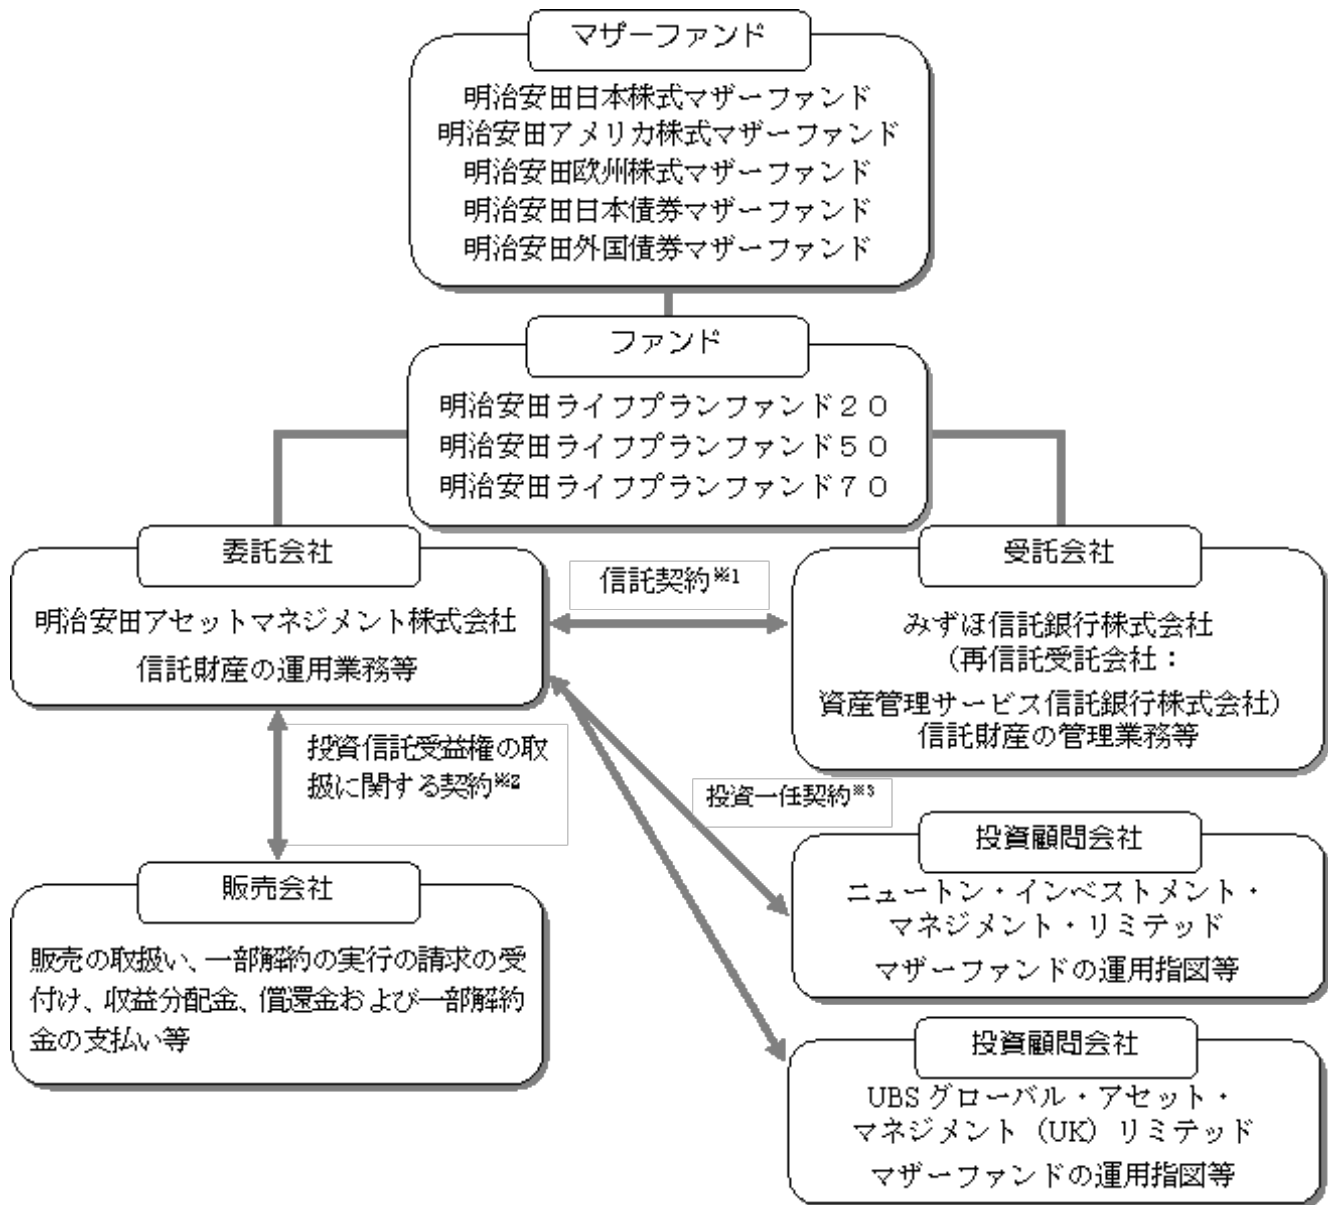 マザーファンド
明治安田日本株式マザーファンド
明治安田アメリカ株式マザーファンド
明治安田欧州株式マザーファンド
明治安田日本債券マザーファンド
明治安田外国債券マザーファンド
ファンド
明治安田ライフプランファンド２０
明治安田ライフプランファンド５０
明治安田ライフプランファンド７０
委託会社
明治安田アセットマネジメント株式会社
信託財産の運用業務等
信託契約※1
受託会社
みずほ信託銀行株式会社
（再信託受託会社：
資産管理サービス信託銀行株式会社）
信託財産の管理業務等
投資信託受益権の取
扱に関する契約※2
投資一任契約※3
販売会社
販売の取扱い、一部解約の実行の請求の受
付け、収益分配金、償還金および一部解約
金の支払い等
投資顧問会社
ニュートン・インベストメント・
マネジメント・リミテッド
マザーファンドの運用指図等
投資顧問会社
UBS グローバル・アセット・
マネジメント（UK）リミテッド
マザーファンドの運用指図等